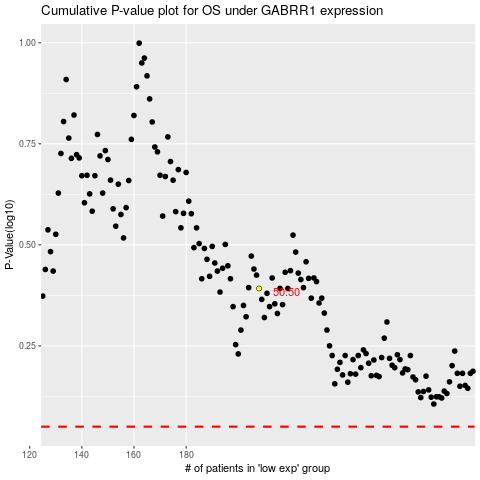 Cumulative P-value plot for OS under GABRR1 expression
P-Value(log10)
1.00
0.75
0.50
0.25
50:50
120 140 160 180
# of patients in 'low exp' group